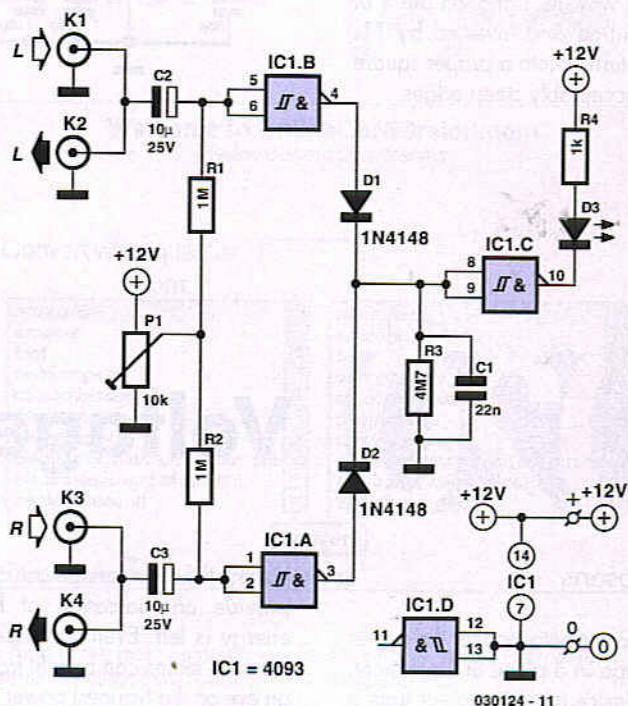 K1
L
K2
L
C2
10µ
25V
IC1.B
5
6
4
&
R1
1M
D1
1N4148
+12V
R4
1k
D3
IC1.C
8
9
10
&
+12V
P1
10k
R3
4M7
C1
22n
R2
1M
D2
1N4148
K3
R
K4
R
C3
10µ
25V
IC1.A
1
2
3
&
+12V
+
+12V
14
IC1
7
0
0
IC1.D
11
12
13
&
IC1 = 4093
030124 - 11